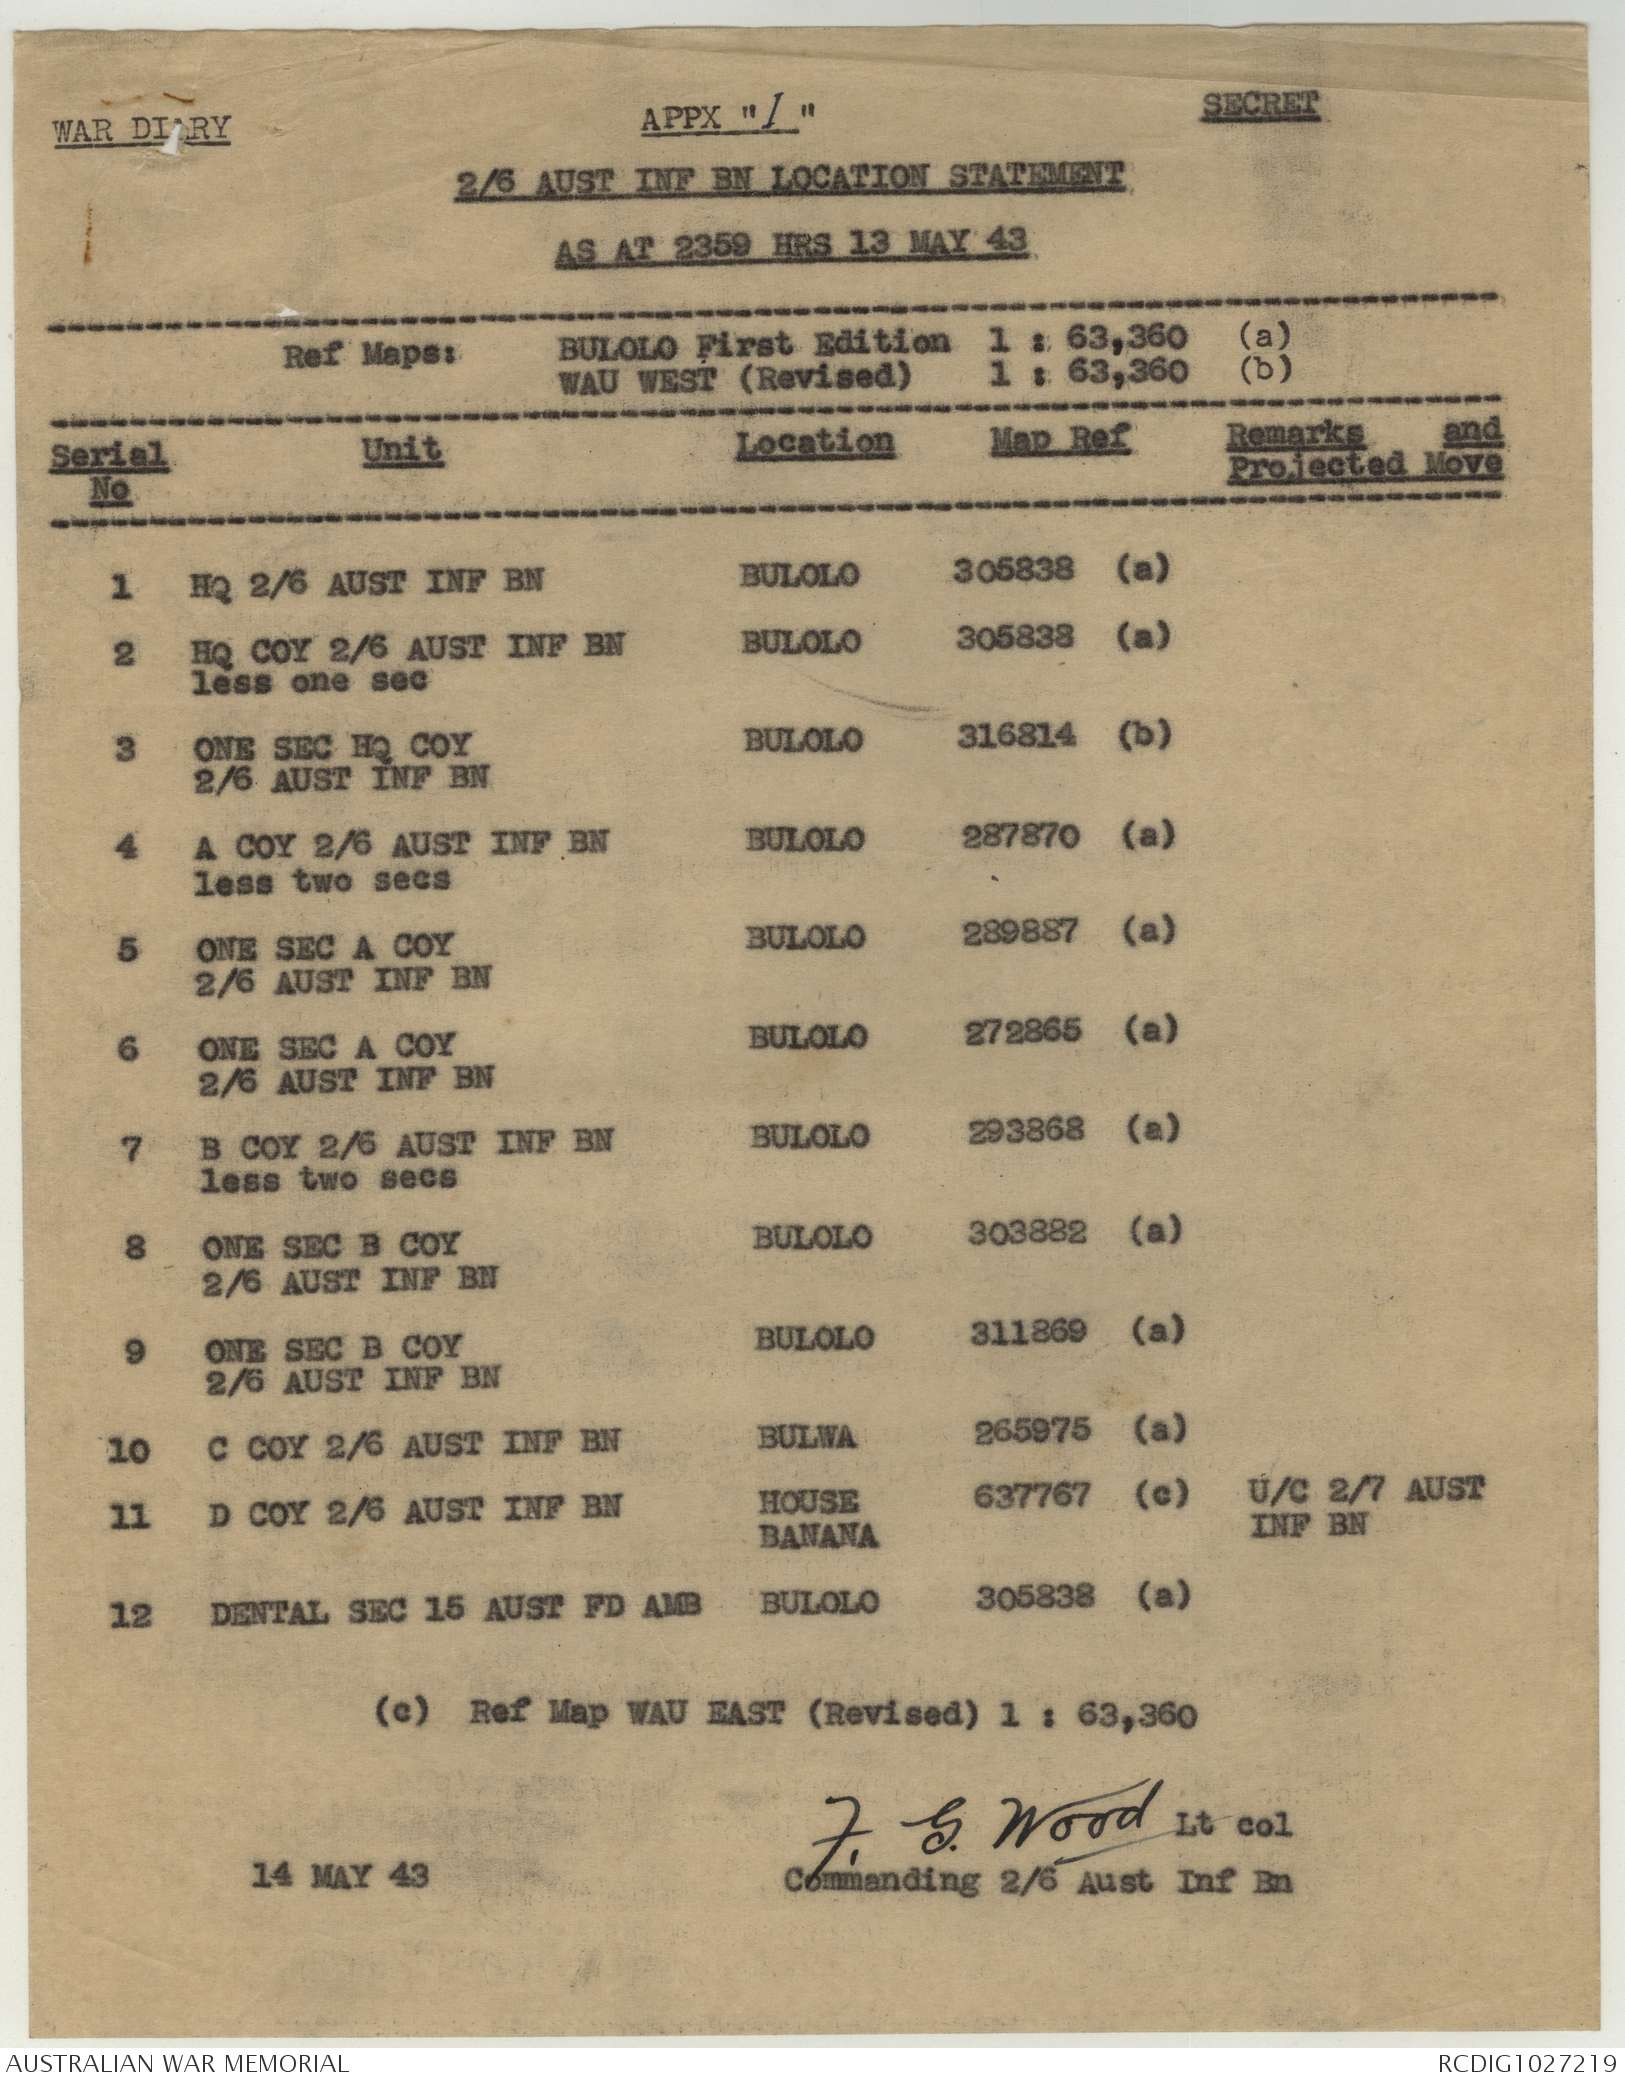 WAR DIARY APPX "I" SECRET
2/6 AUST INF BN LOCATION STATEMENT
AS AT 2359 HRS 13 MAY 43
Ref Maps: BULOLO First Edition 1 : 63,360 (a)
WAU WEST (Revised) 1 : 63,360 (b)
Serial Unit Location Map Ref Remarks and
No Projected Move
1 HQ 2/6 AUST INF BN BULOLO 305838 (a)
2 HQ COY 2/6 AUST INF BN BULOLO 305838 (a)
less one sec
3 ONE SEC HQ COY BULOLO 316814 (b)
2/6 AUST INF BN
4 A COY 2/6 AUST INF BN BULOLO 287870 (a)
less two secs
5 ONE SEC A COY BULOLO 289887 (a)
2/6 AUST INF BN
6 ONE SEC A COY BULOLO 272865 (a)
2/6 AUST INF BN
7 B COY 2/6 AUST INF BN BULOLO 293868 (a)
less two secs
8 ONE SEC B COY BULOLO 303882 (a)
2/6 AUST INF BN
9 ONE SEC B COY BULOLO 311869 (a)
2/6 AUST INF BN
10 C COY 2/6 AUST INF BN BULWA 265975 (a)
11 D COY 2/6 AUST INF BN HOUSE 637767 (c) U/C 2/7 AUST
BANANA INF BN
12 DENTAL SEC 15 AUST FD AMB BULOLO 305838 (a)
(c) Ref Map WAU EAST (Revised) 1 : 63,360
F. G. Wood Lt col
14 MAY 43 Commanding 2/6 Aust Inf Bn
AUSTRALIAN WAR MEMORIAL RCDIG1027219